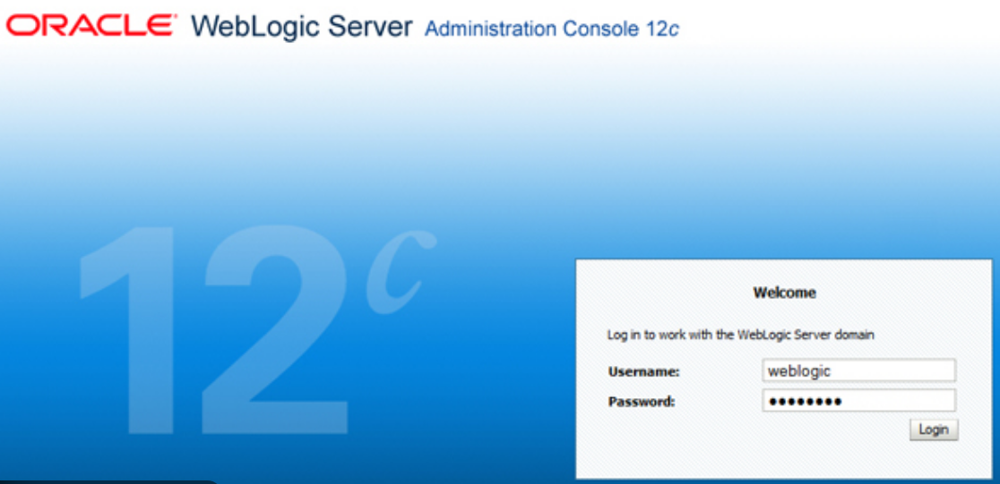 ORACLE WebLogic Server Administration Console 12c
12c
Welcome
Log in to work with the WebLogic Server domain
Username: weblogic
Password: ••••••••
Login